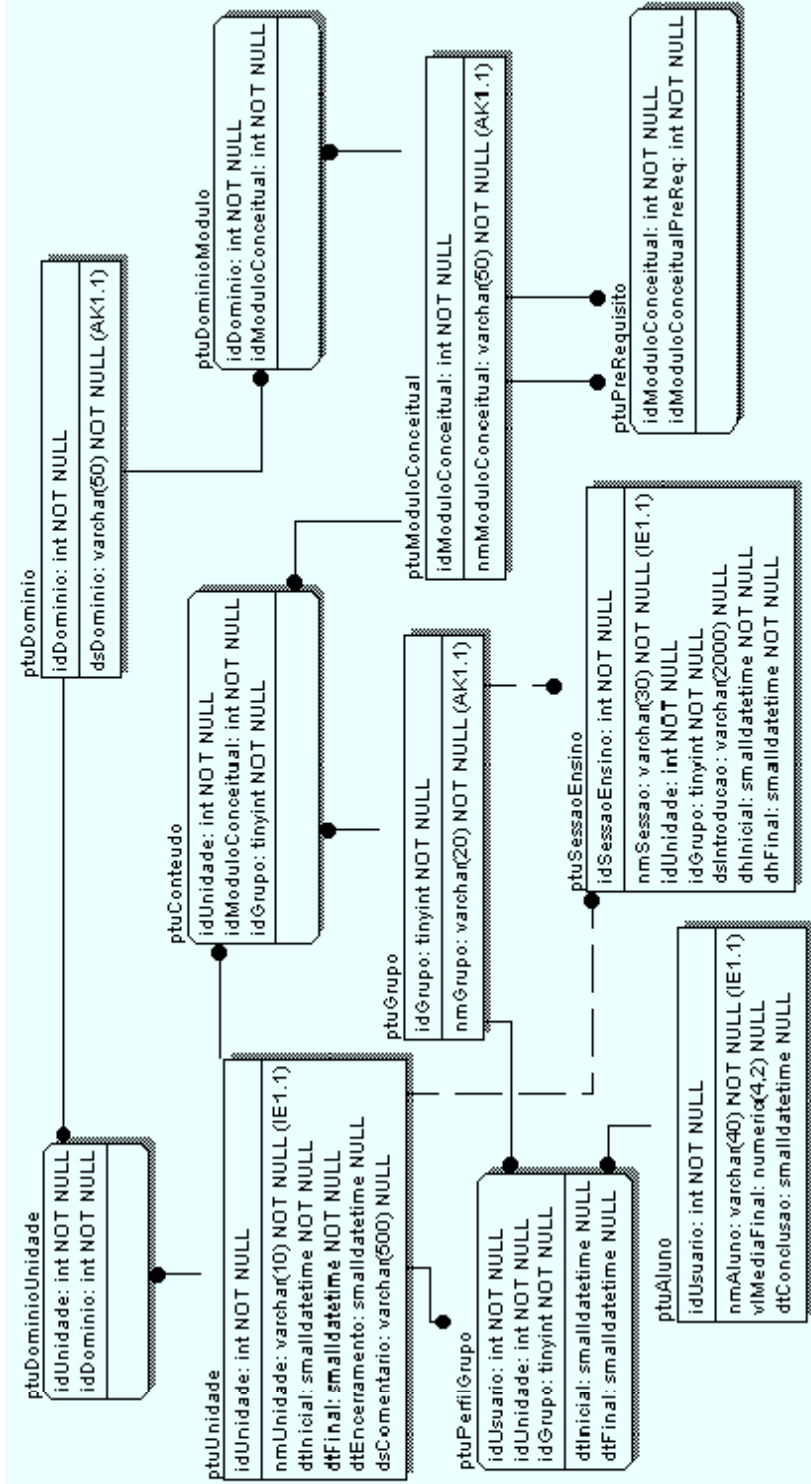 ptuDominioUnidade
idUnidade: int NOT NULL
idDominio: int NOT NULL
ptuDominio
idDominio: int NOT NULL
dsDominio: varchar(50) NOT NULL (AK1.1)
ptuDominioModulo
idDominio: int NOT NULL
idModuloConceitual: int NOT NULL
ptuUnidade
idUnidade: int NOT NULL
nmUnidade: varchar(10) NOT NULL (IE1.1)
dtInicial: smalldatetime NOT NULL
dtFinal: smalldatetime NOT NULL
dtEncerramento: smalldatetime NULL
dsComentario: varchar(500) NULL
ptuConteudo
idUnidade: int NOT NULL
idModuloConceitual: int NOT NULL
idGrupo: tinyint NOT NULL
ptuModuloConceitual
idModuloConceitual: int NOT NULL
nmModuloConceitual: varchar(50) NOT NULL (AK1.1)
ptuGrupo
idGrupo: tinyint NOT NULL
nmGrupo: varchar(20) NOT NULL (AK1.1)
ptuPerfilGrupo
idUsuario: int NOT NULL
idUnidade: int NOT NULL
idGrupo: tinyint NOT NULL
dtInicial: smalldatetime NULL
dtFinal: smalldatetime NULL
ptuSessaoEnsino
idSessaoEnsino: int NOT NULL
nmSessao: varchar(30) NOT NULL (IE1.1)
idUnidade: int NOT NULL
idGrupo: tinyint NOT NULL
dsIntroducao: varchar(2000) NULL
dhInicial: smalldatetime NOT NULL
dhFinal: smalldatetime NOT NULL
ptuPreRequisito
idModuloConceitual: int NOT NULL
idModuloConceitualPreReq: int NOT NULL
ptuAluno
idUsuario: int NOT NULL
nmAluno: varchar(40) NOT NULL (IE1.1)
vlMediaFinal: numeric(4,2) NULL
dtConclusao: smalldatetime NULL